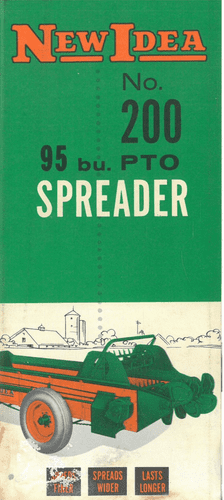 NEW IDEA
No.
200
95 bu. PTO
SPREADER
SPREADS
WIDER
LASTS
LONGER